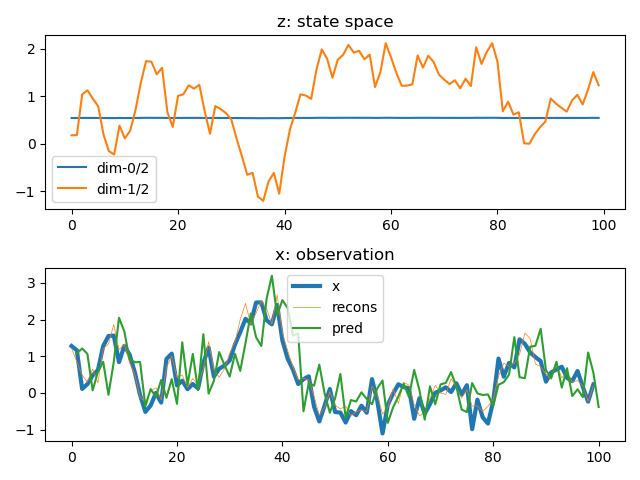 z: state space
2
1
0
−1
dim-0/2
dim-1/2
0 20 40 60 80 100
x: observation
3
2
1
0
−1
x
recons
pred
0 20 40 60 80 100